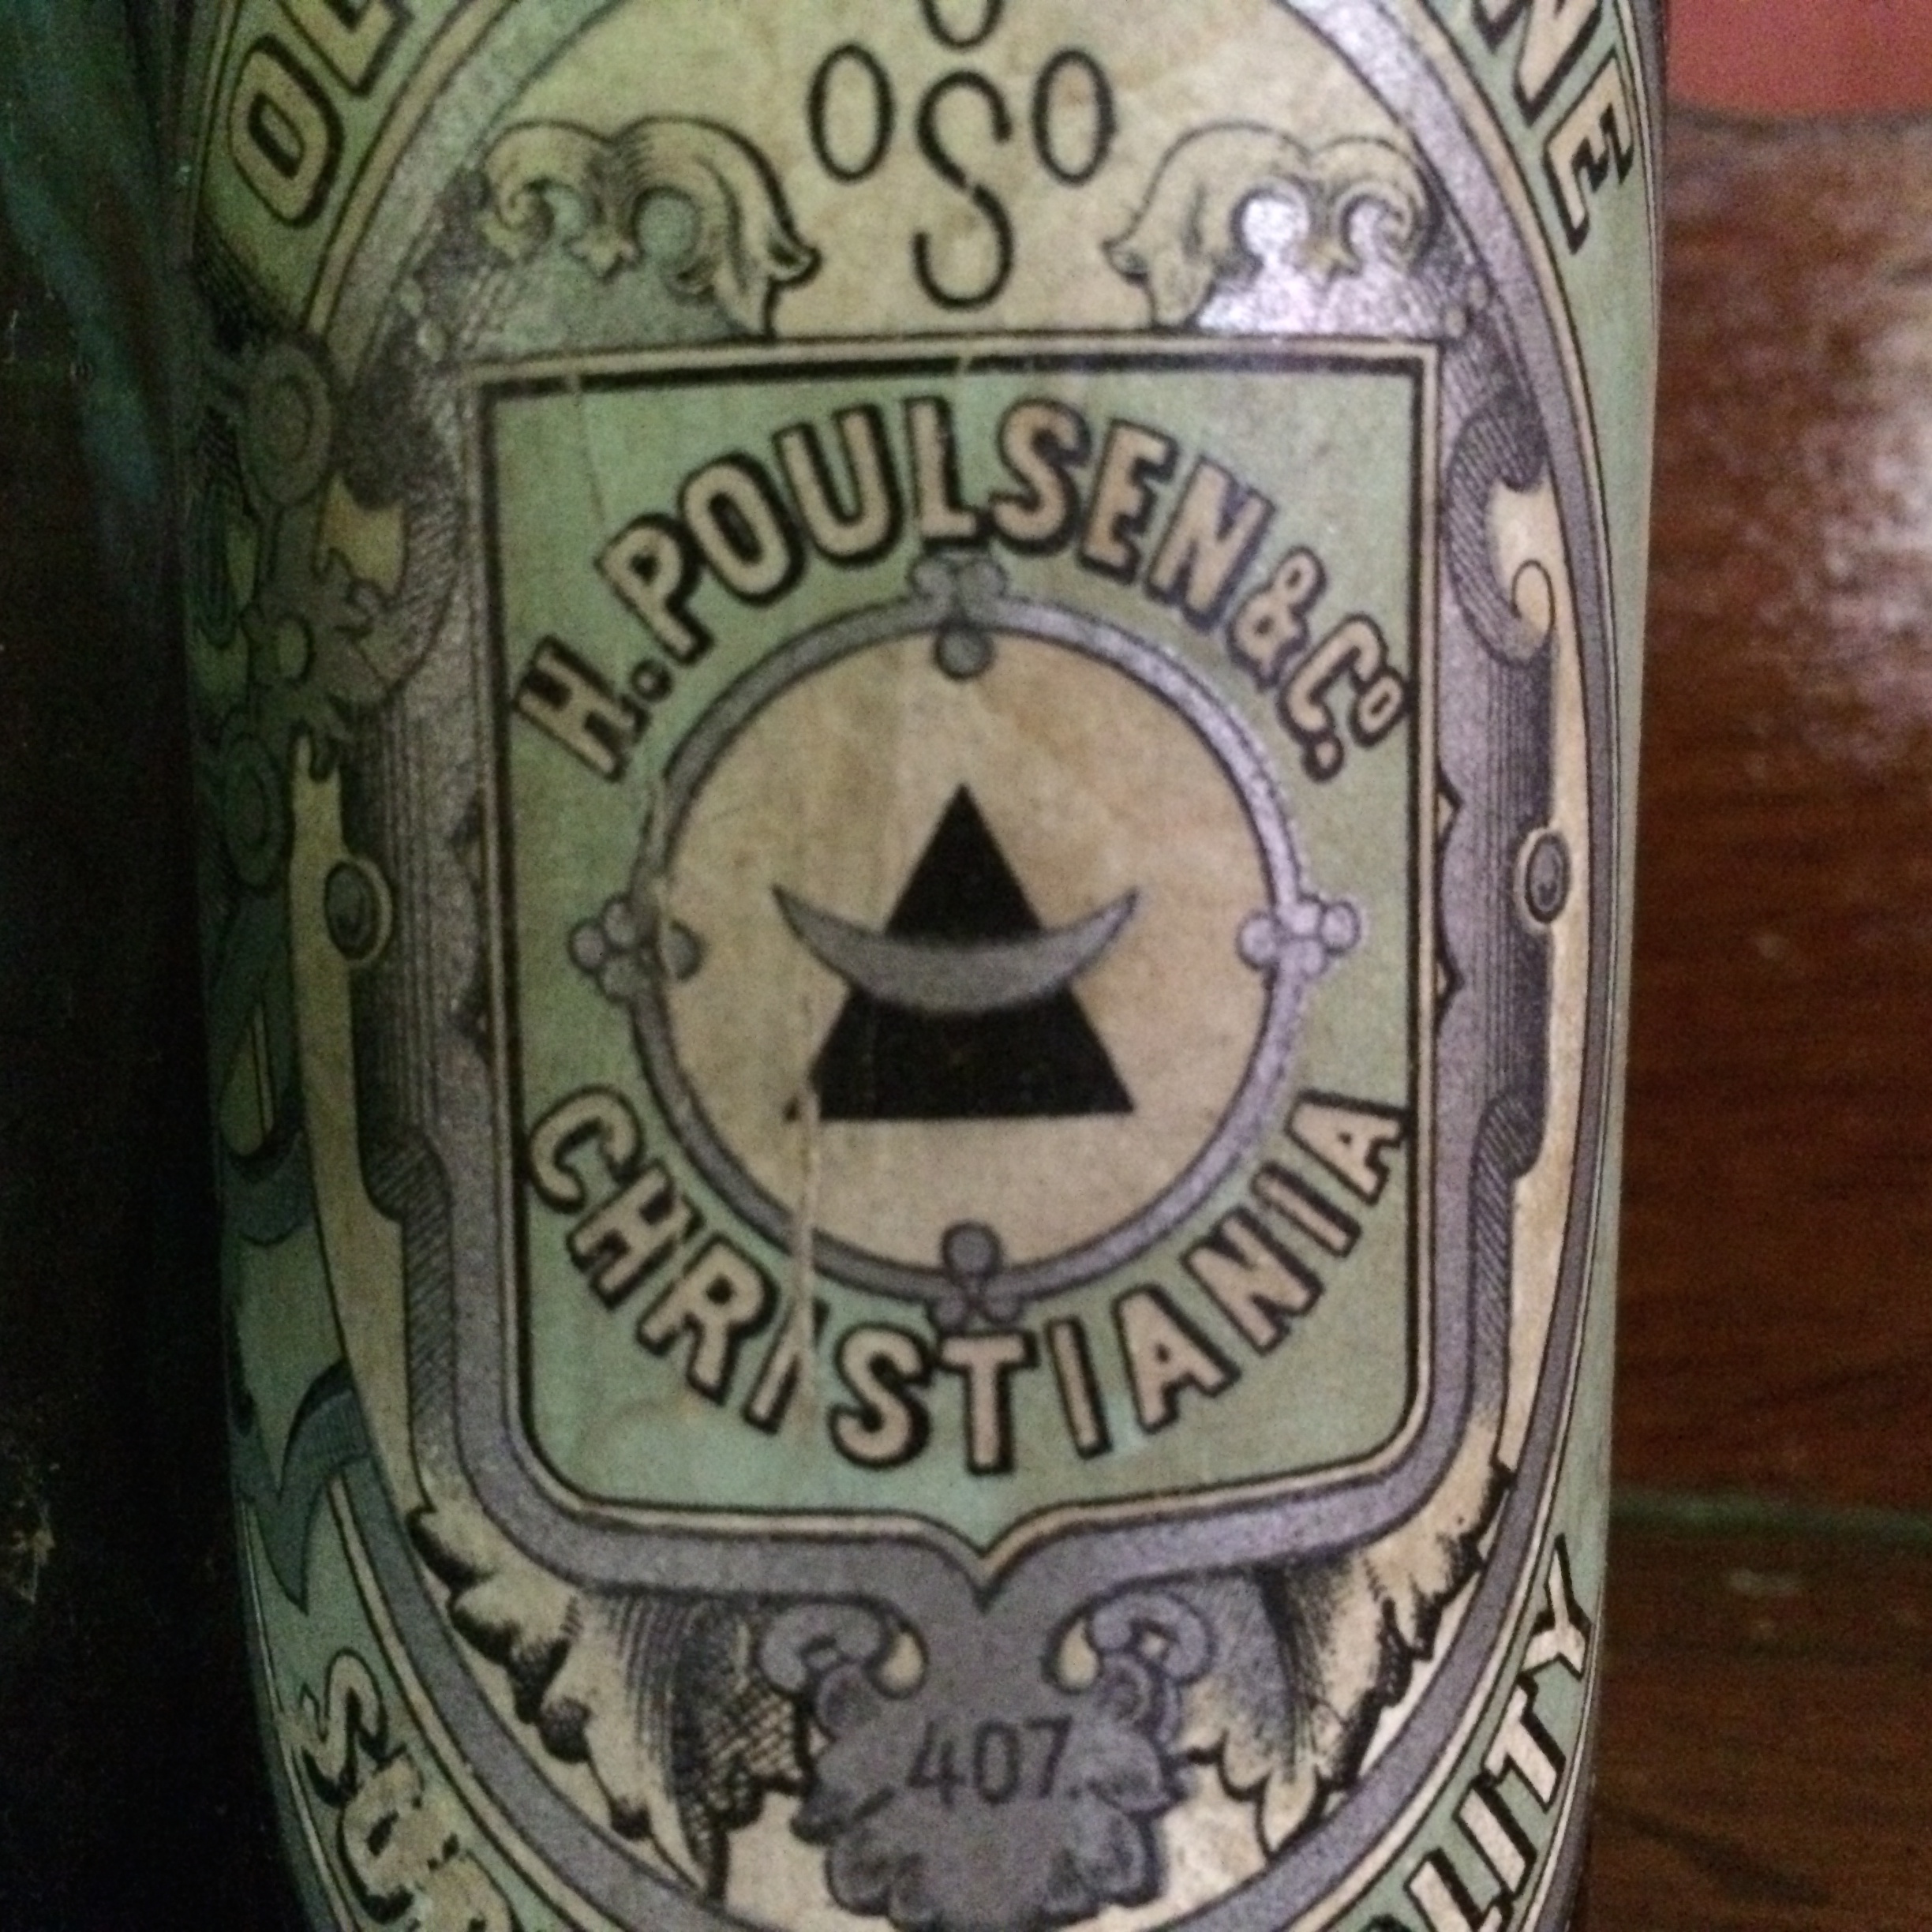 OSO
S
H. POULSEN & Co.
CHRISTIANIA
407.